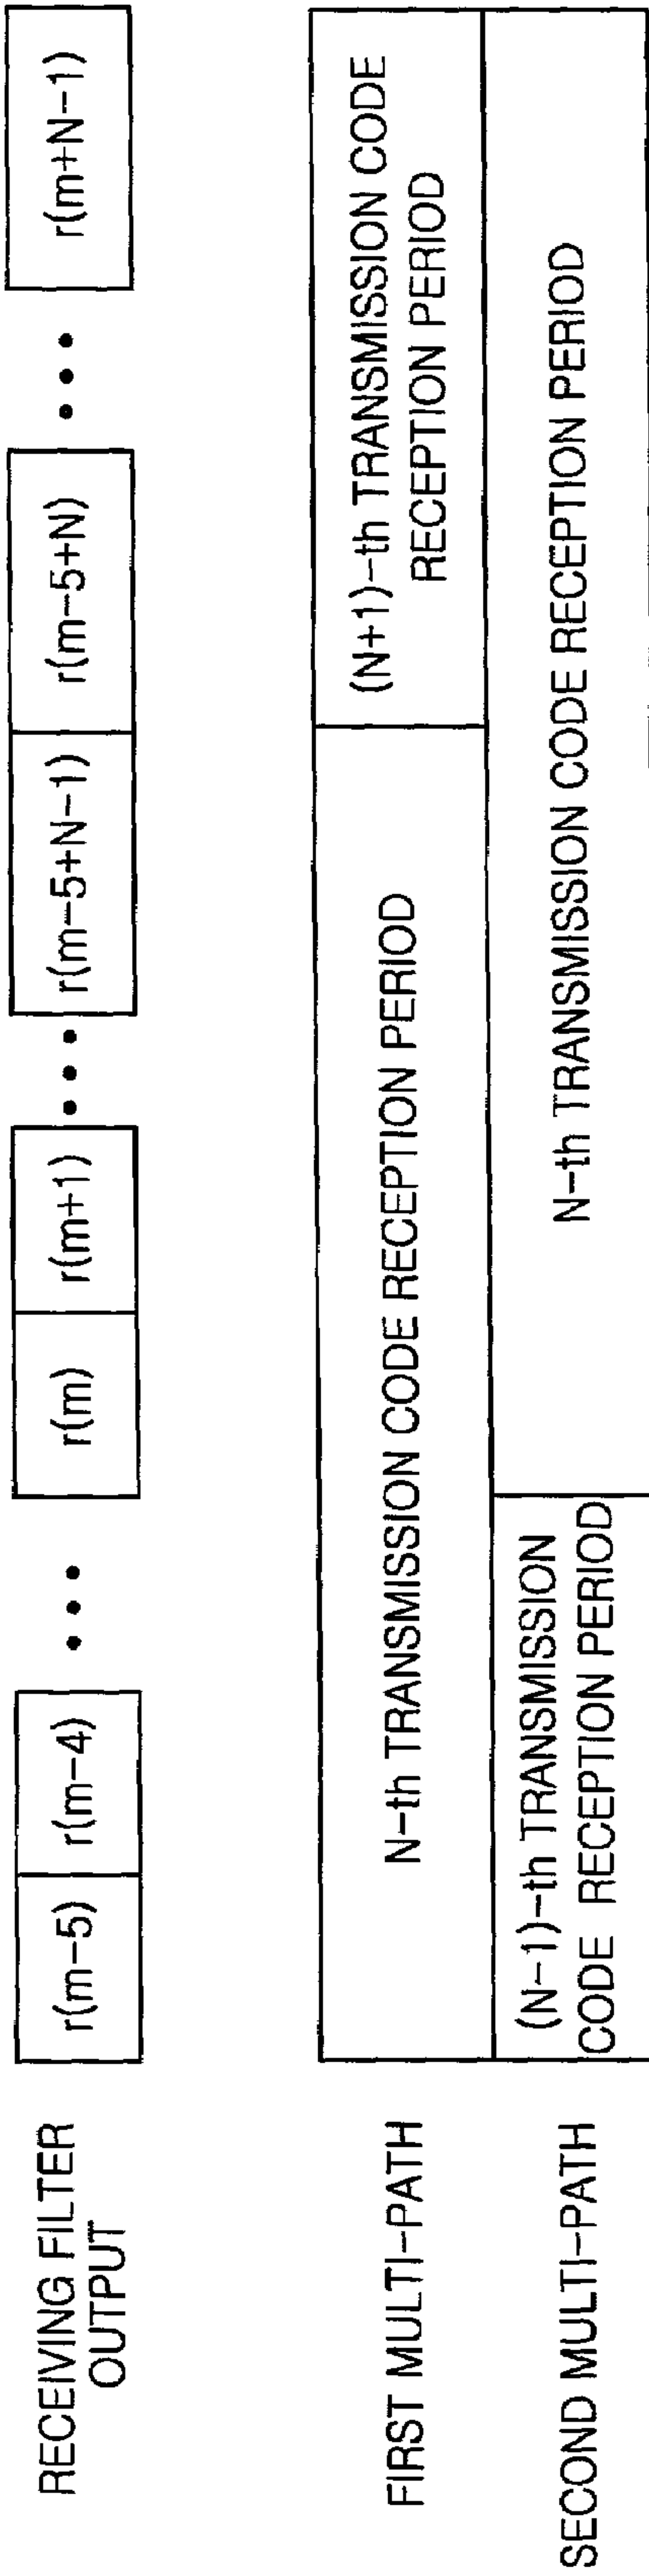 RECEIVING FILTER
OUTPUT
r(m−5)
r(m−4)
• • •
r(m)
r(m+1)
• • •
r(m−5+N−1)
r(m−5+N)
• • •
r(m+N−1)
FIRST MULTI−PATH
N−th TRANSMISSION CODE RECEPTION PERIOD
(N+1)−th TRANSMISSION CODE
RECEPTION PERIOD
SECOND MULTI−PATH
(N−1)−th TRANSMISSION
CODE RECEPTION PERIOD
N−th TRANSMISSION CODE RECEPTION PERIOD